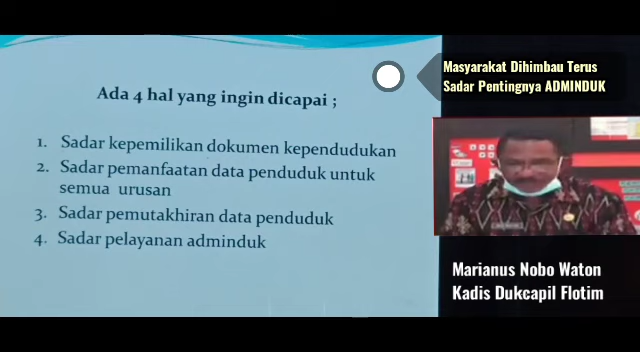 Ada 4 hal yang ingin dicapai ;
1. Sadar kepemilikan dokumen kependudukan
2. Sadar pemanfaatan data penduduk untuk
semua urusan
3. Sadar pemutakhiran data penduduk
4. Sadar pelayanan adminduk
Masyarakat Dihimbau Terus
Sadar Pentingnya ADMINDUK
Marianus Nobo Waton
Kadis Dukcapil Flotim